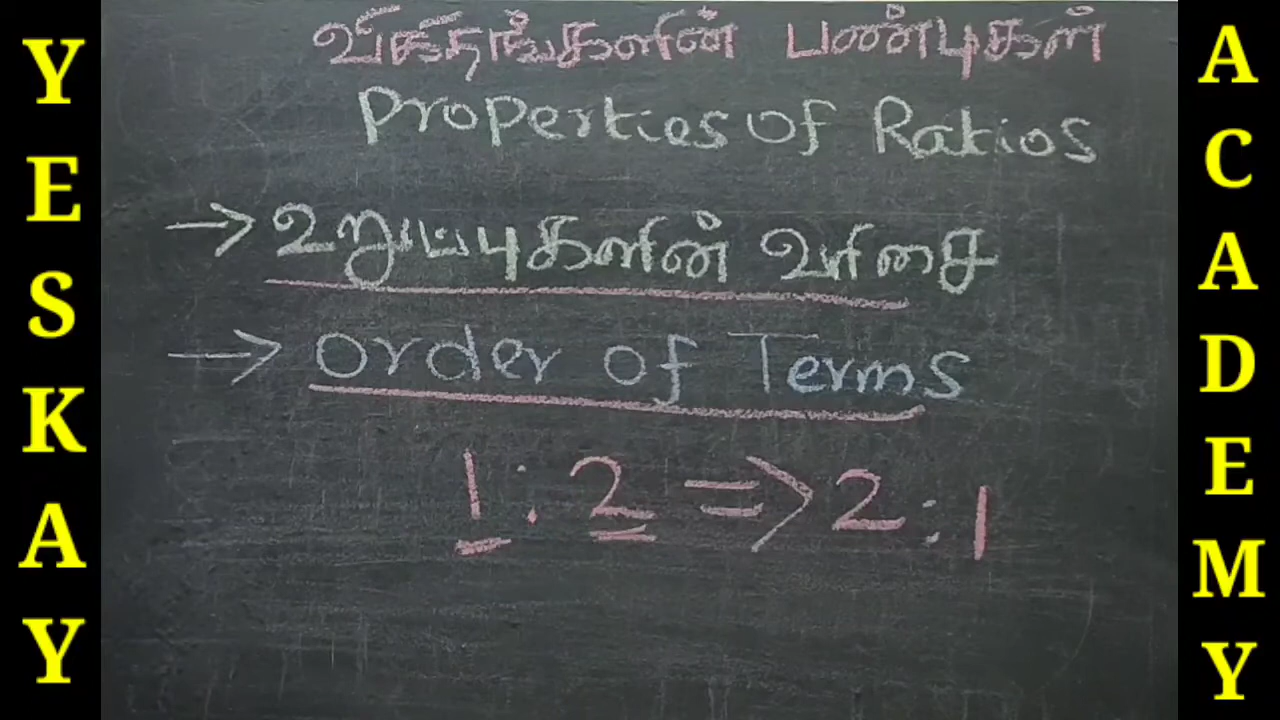 YESKAY
விகிதங்களின் பண்புகள்
Properties of Ratios
→ உறுப்புகளின் வரிசை
→ Order of Terms
1 : 2 => 2 : 1
ACADEMY